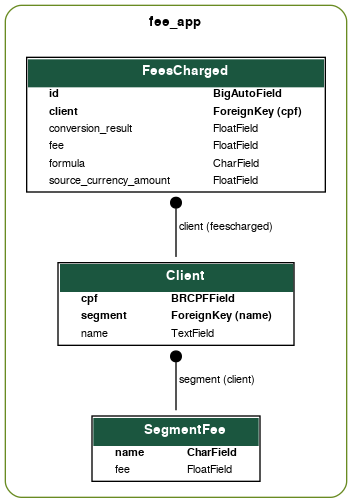 fee_app
FeesCharged
id BigAutoField
client ForeignKey (cpf)
conversion_result FloatField
fee FloatField
formula CharField
source_currency_amount FloatField
client (feescharged)
Client
cpf BRCPFField
segment ForeignKey (name)
name TextField
segment (client)
SegmentFee
name CharField
fee FloatField